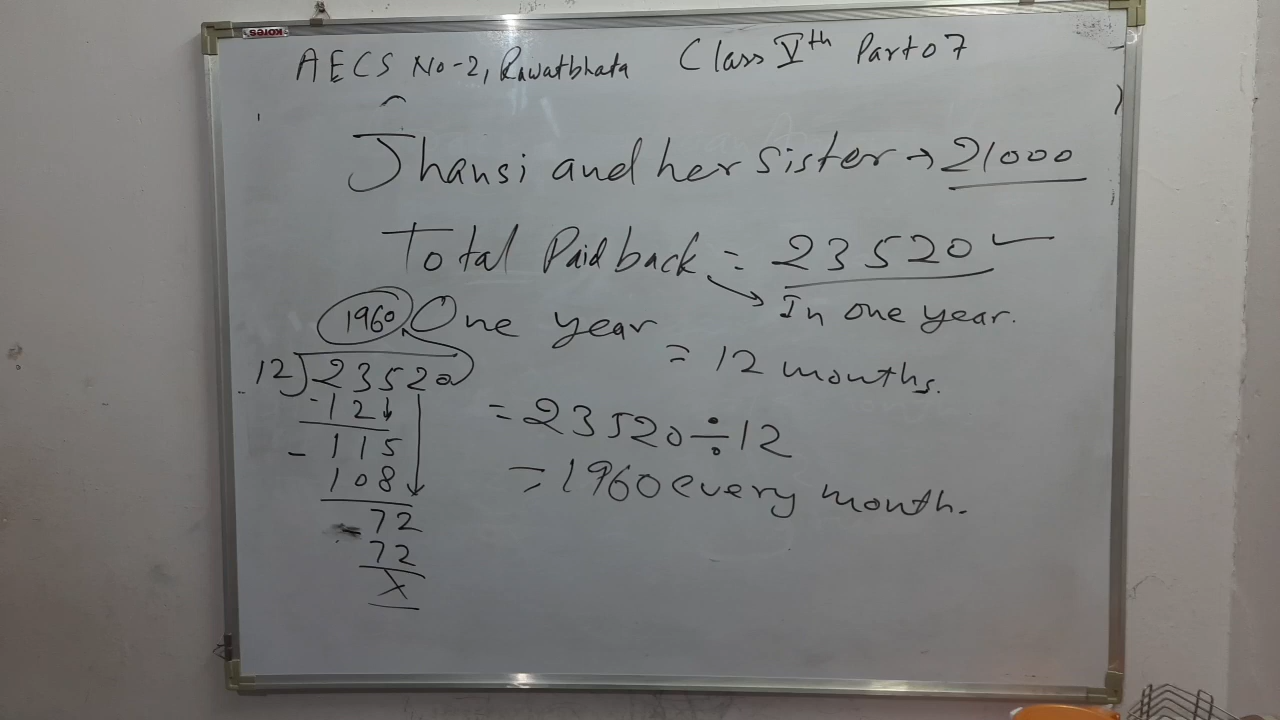 Kores
AECS No-2, Rawatbhata Class Vth Part 07
Jhansi and her sister → 21000
Total Paid back = 23520
In one year.
One year = 12 months.
1960
12)23520
-12
-115
108
-72
72
X
= 23520 ÷ 12
= 1960 every month.